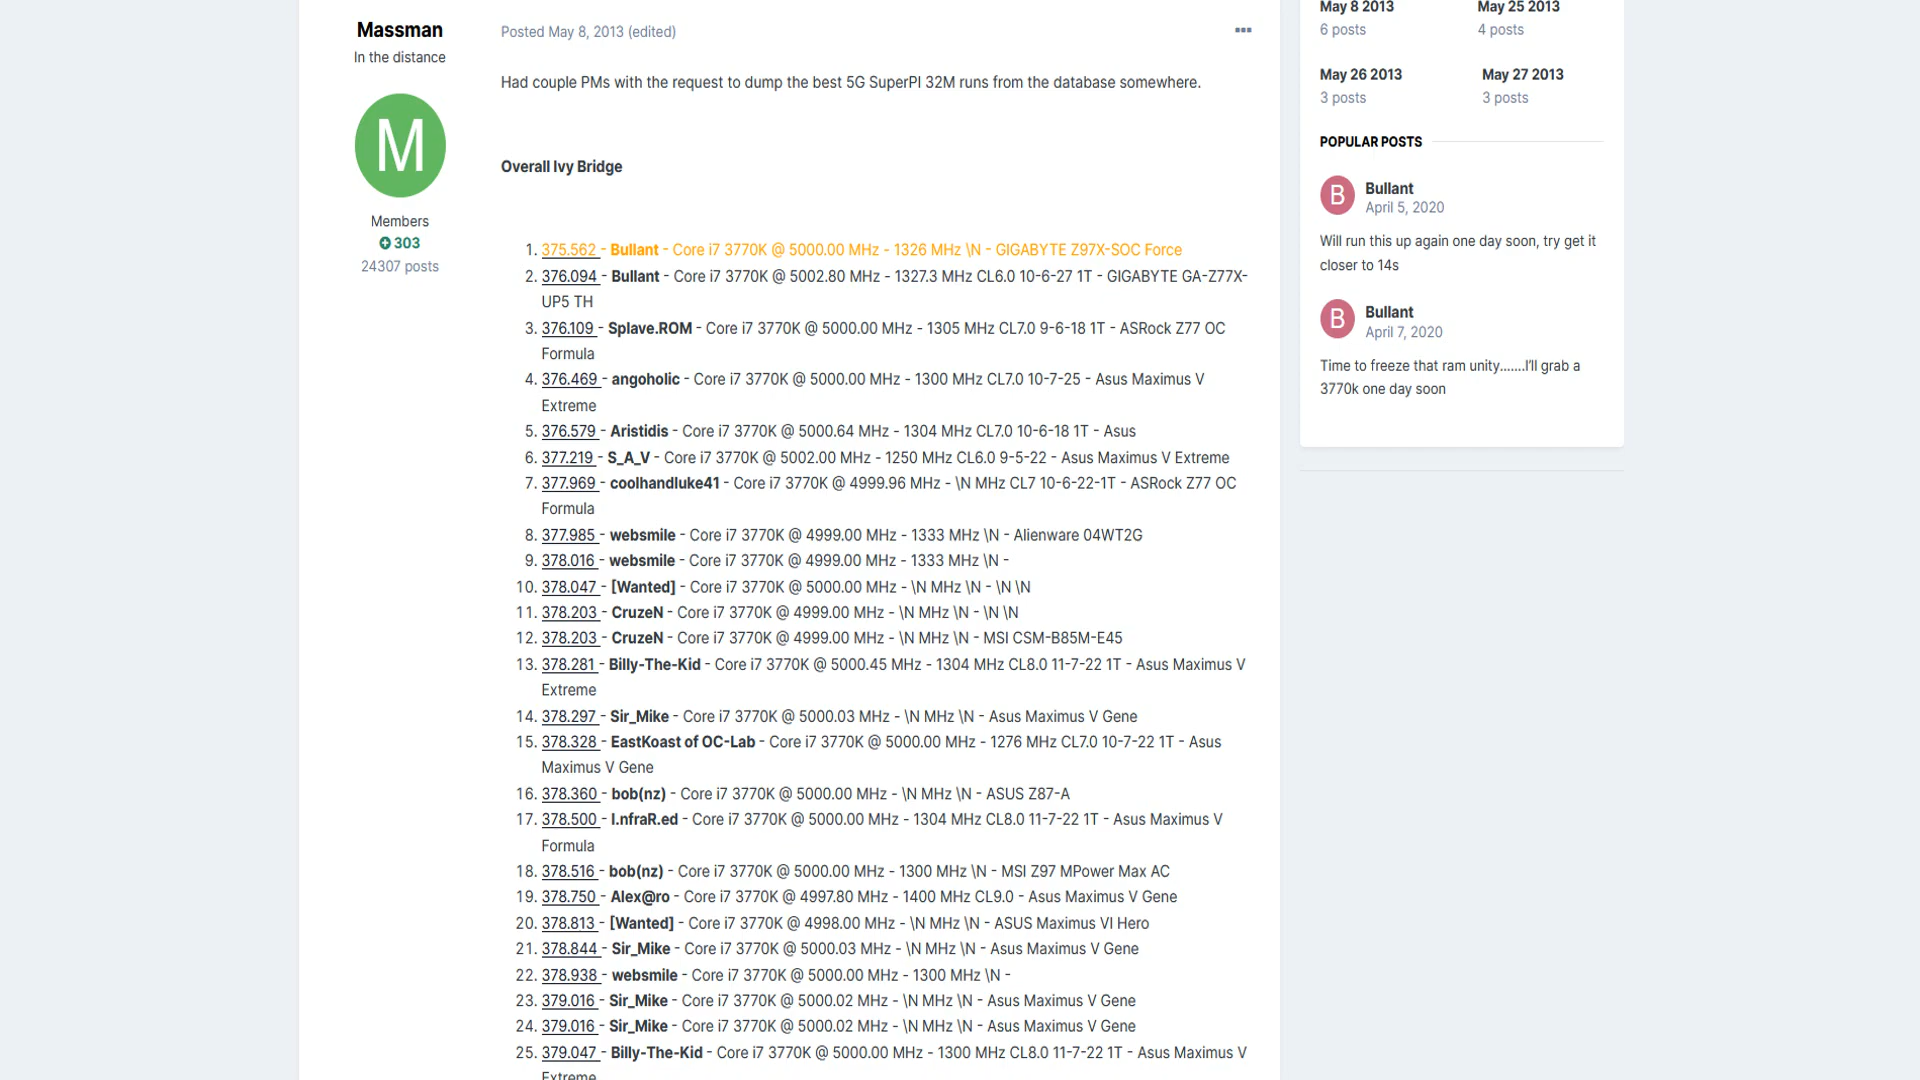 Massman
In the distance
M
Members
303
24307 posts
Posted May 8, 2013 (edited)
Had couple PMs with the request to dump the best 5G SuperPI 32M runs from the database somewhere.
Overall Ivy Bridge
1. 375.562 - Bullant - Core i7 3770K @ 5000.00 MHz - 1326 MHz \N - GIGABYTE Z97X-SOC Force
2. 376.094 - Bullant - Core i7 3770K @ 5002.80 MHz - 1327.3 MHz CL6.0 10-6-27 1T - GIGABYTE GA-Z77X-
UP5 TH
3. 376.109 - Splave.ROM - Core i7 3770K @ 5000.00 MHz - 1305 MHz CL7.0 9-6-18 1T - ASRock Z77 OC
Formula
4. 376.469 - angoholic - Core i7 3770K @ 5000.00 MHz - 1300 MHz CL7.0 10-7-25 - Asus Maximus V
Extreme
5. 376.579 - Aristidis - Core i7 3770K @ 5000.64 MHz - 1304 MHz CL7.0 10-6-18 1T - Asus
6. 377.219 - S_A_V - Core i7 3770K @ 5002.00 MHz - 1250 MHz CL6.0 9-5-22 - Asus Maximus V Extreme
7. 377.969 - coolhandluke41 - Core i7 3770K @ 4999.96 MHz - \N MHz CL7 10-6-22-1T - ASRock Z77 OC
Formula
8. 377.985 - websmile - Core i7 3770K @ 4999.00 MHz - 1333 MHz \N - Alienware 04WT2G
9. 378.016 - websmile - Core i7 3770K @ 4999.00 MHz - 1333 MHz \N -
10. 378.047 - [Wanted] - Core i7 3770K @ 5000.00 MHz - \N MHz \N - \N \N
11. 378.203 - CruzeN - Core i7 3770K @ 4999.00 MHz - \N MHz \N - \N \N
12. 378.203 - CruzeN - Core i7 3770K @ 4999.00 MHz - \N MHz \N - MSI CSM-B85M-E45
13. 378.281 - Billy-The-Kid - Core i7 3770K @ 5000.45 MHz - 1304 MHz CL8.0 11-7-22 1T - Asus Maximus V
Extreme
14. 378.297 - Sir_Mike - Core i7 3770K @ 5000.03 MHz - \N MHz \N - Asus Maximus V Gene
15. 378.328 - EastKoast of OC-Lab - Core i7 3770K @ 5000.00 MHz - 1276 MHz CL7.0 10-7-22 1T - Asus
Maximus V Gene
16. 378.360 - bob(nz) - Core i7 3770K @ 5000.00 MHz - \N MHz \N - ASUS Z87-A
17. 378.500 - I.nfraR.ed - Core i7 3770K @ 5000.00 MHz - 1304 MHz CL8.0 11-7-22 1T - Asus Maximus V
Formula
18. 378.516 - bob(nz) - Core i7 3770K @ 5000.00 MHz - 1300 MHz \N - MSI Z97 MPower Max AC
19. 378.750 - Alex@ro - Core i7 3770K @ 4997.80 MHz - 1400 MHz CL9.0 - Asus Maximus V Gene
20. 378.813 - [Wanted] - Core i7 3770K @ 4998.00 MHz - \N MHz \N - ASUS Maximus VI Hero
21. 378.844 - Sir_Mike - Core i7 3770K @ 5000.03 MHz - \N MHz \N - Asus Maximus V Gene
22. 378.938 - websmile - Core i7 3770K @ 5000.00 MHz - 1300 MHz \N -
23. 379.016 - Sir_Mike - Core i7 3770K @ 5000.02 MHz - \N MHz \N - Asus Maximus V Gene
24. 379.016 - Sir_Mike - Core i7 3770K @ 5000.02 MHz - \N MHz \N - Asus Maximus V Gene
25. 379.047 - Billy-The-Kid - Core i7 3770K @ 5000.00 MHz - 1300 MHz CL8.0 11-7-22 1T - Asus Maximus V
Extreme
May 8 2013
6 posts
May 25 2013
4 posts
May 26 2013
3 posts
May 27 2013
3 posts
POPULAR POSTS
B
Bullant
April 5, 2020
Will run this up again one day soon, try get it
closer to 14s
B
Bullant
April 7, 2020
Time to freeze that ram unity.......I'll grab a
3770k one day soon